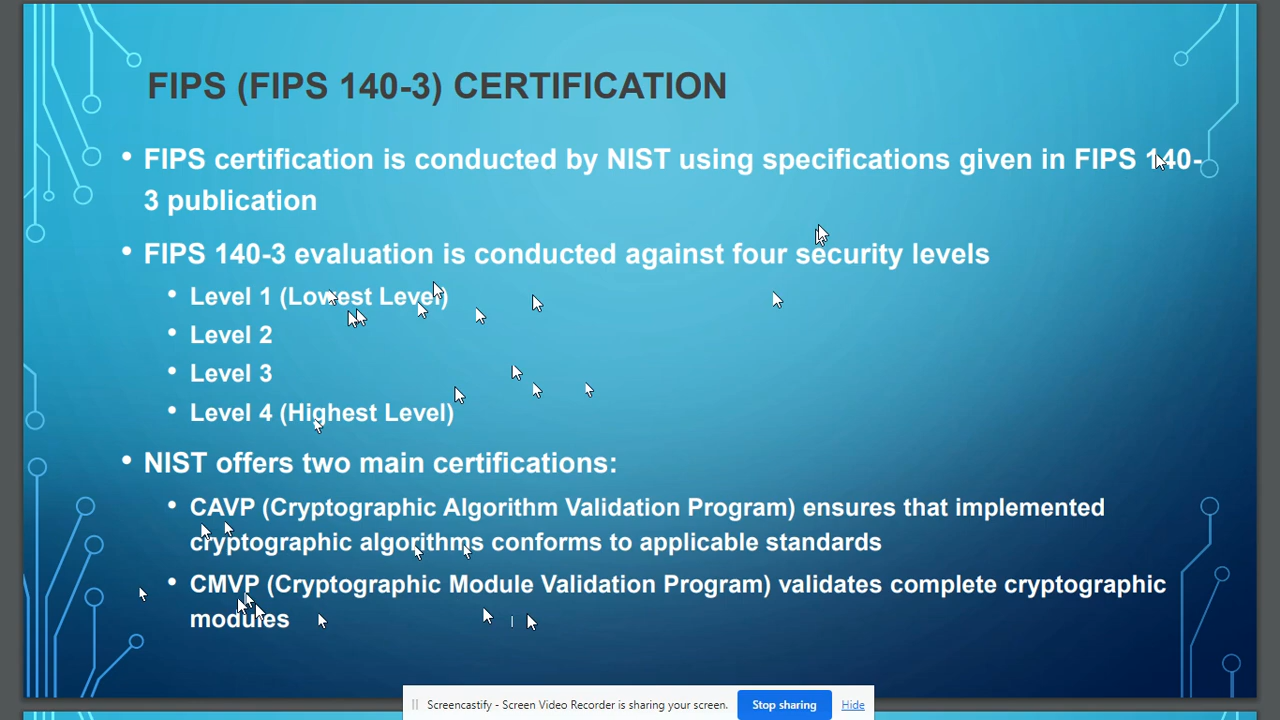 FIPS (FIPS 140-3) CERTIFICATION
• FIPS certification is conducted by NIST using specifications given in FIPS 140-
3 publication
• FIPS 140-3 evaluation is conducted against four security levels
• Level 1 (Lowest Level)
• Level 2
• Level 3
• Level 4 (Highest Level)
• NIST offers two main certifications:
• CAVP (Cryptographic Algorithm Validation Program) ensures that implemented
cryptographic algorithms conforms to applicable standards
• CMVP (Cryptographic Module Validation Program) validates complete cryptographic
modules
Screencastify - Screen Video Recorder is sharing your screen. Stop sharing Hide